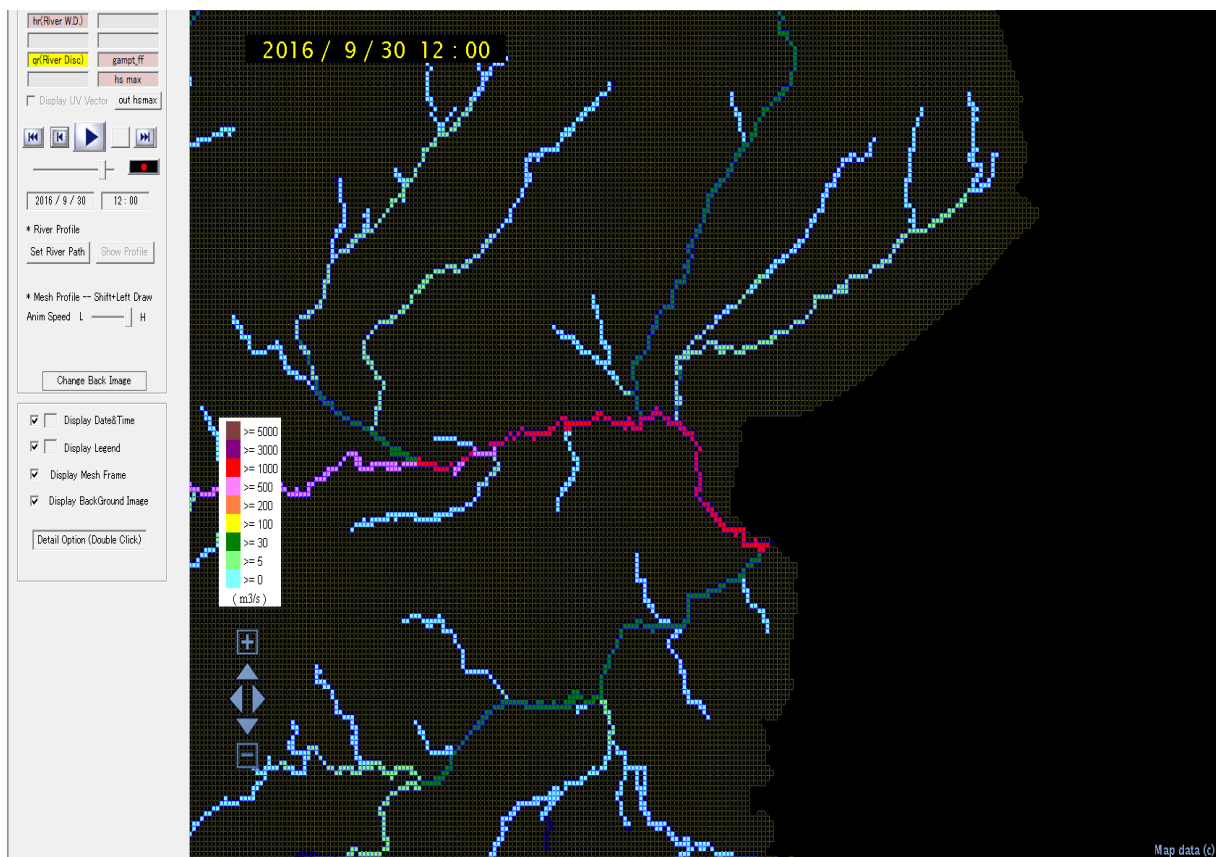 hr(River W.D.)
qr(River Disc)
gampt_ff
hs max
Display UV Vector
out hsmax
2016 / 9 / 30
12 : 00
* River Profile
Set River Path
Show Profile
* Mesh Profile -- Shift+Left Draw
Anim Speed L H
Change Back Image
Display Date&Time
Display Legend
Display Mesh Frame
Display BackGround Image
Detail Option (Double Click)
2016 / 9 / 30 12 : 00
>= 5000
>= 3000
>= 1000
>= 500
>= 200
>= 100
>= 30
>= 5
>= 0
( m3/s )
Map data (c)